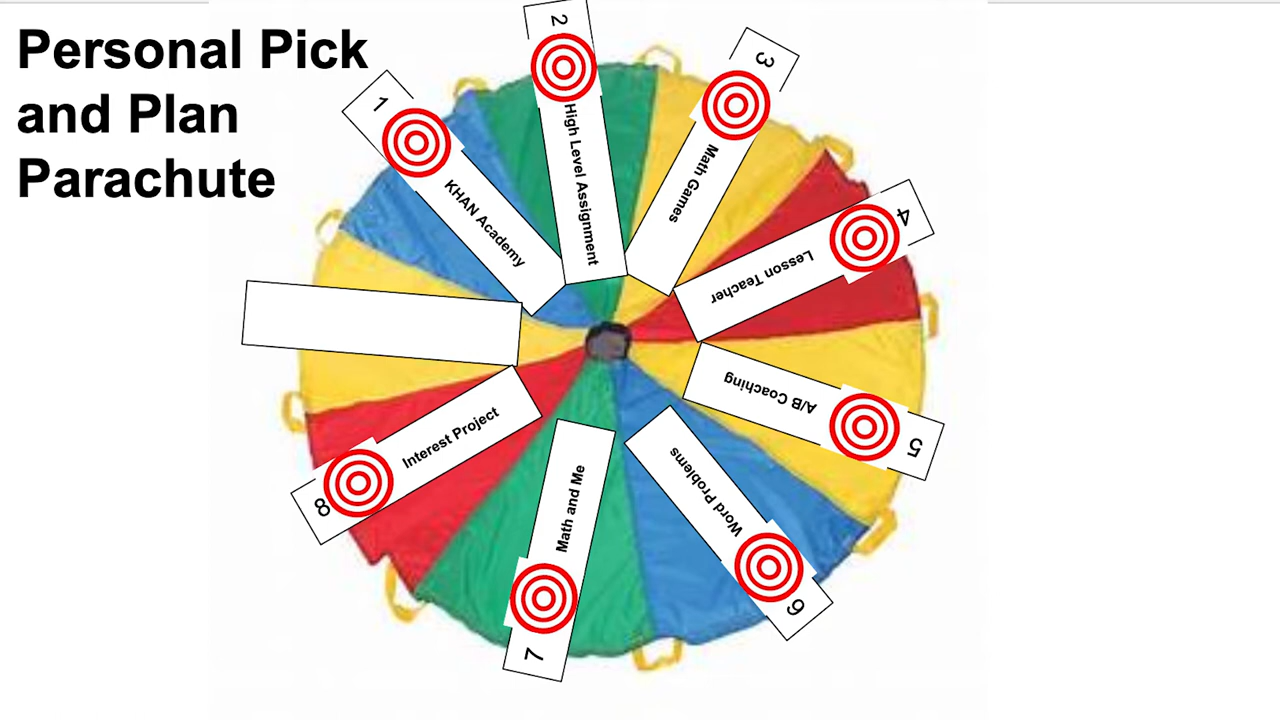 Personal Pick
and Plan
Parachute
1
KHAN Academy
2
High Level Assignment
3
Math Games
4
Lesson Teacher
5
A/B Coaching
6
Word Problems
7
Math and Me
8
Interest Project